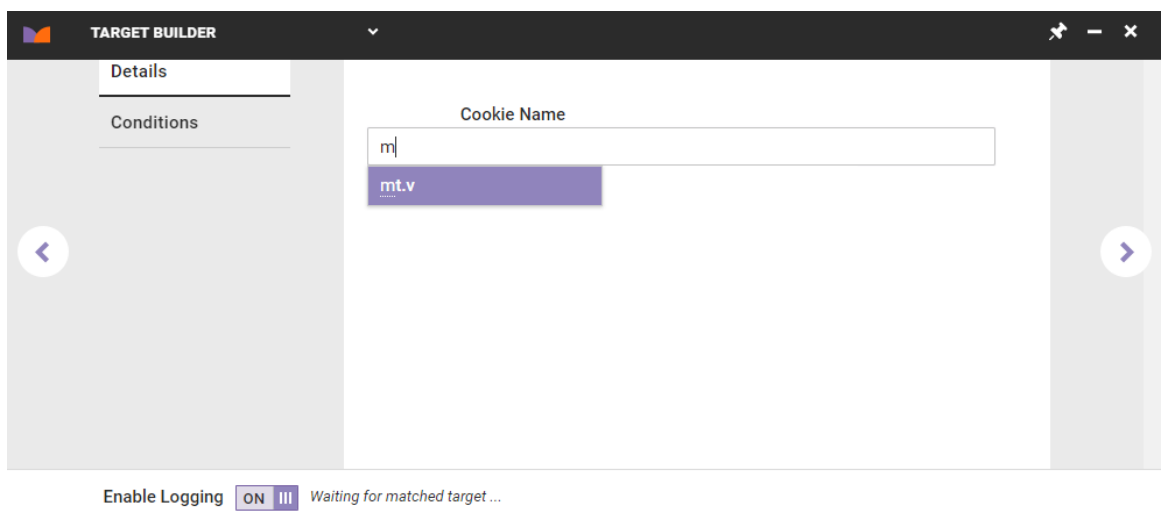 TARGET BUILDER
Details
Conditions
Cookie Name
m
mt.v
Enable Logging ON Waiting for matched target ...